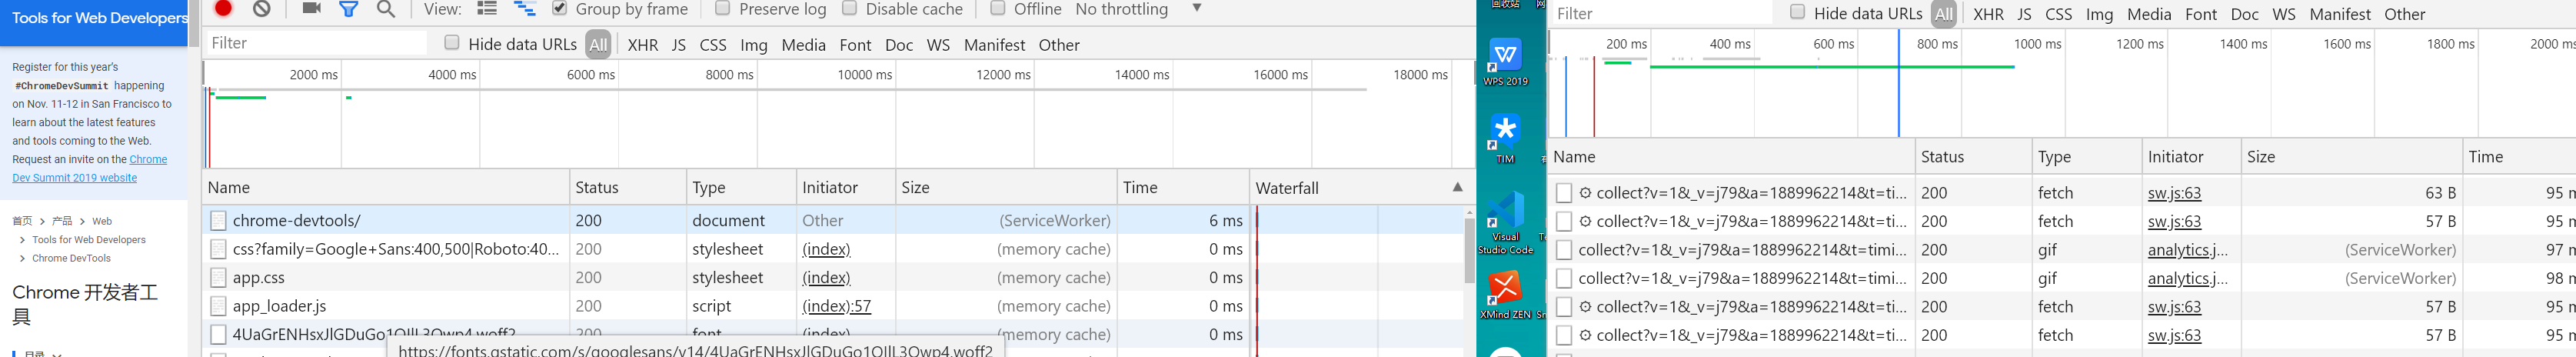 Tools for Web Developers
Register for this year's
#ChromeDevSummit happening
on Nov. 11-12 in San Francisco to
learn about the latest features
and tools coming to the Web.
Request an invite on the Chrome
Dev Summit 2019 website
首页 > 产品 > Web
> Tools for Web Developers
> Chrome DevTools
Chrome 开发者工
具
View: Group by frame Preserve log Disable cache Offline No throttling
Filter Hide data URLs All XHR JS CSS Img Media Font Doc WS Manifest Other
2000 ms 4000 ms 6000 ms 8000 ms 10000 ms 12000 ms 14000 ms 16000 ms 18000 ms
Name Status Type Initiator Size Time Waterfall
chrome-devtools/ 200 document Other (ServiceWorker) 6 ms
css?family=Google+Sans:400,500|Roboto:40... 200 stylesheet (index) (memory cache) 0 ms
app.css 200 stylesheet (index) (memory cache) 0 ms
app_loader.js 200 script (index):57 (memory cache) 0 ms
200 font (index) (memory cache) 0 ms
回收站
WPS 2019
TIM
Visual
Studio Code
XMind ZEN
Filter Hide data URLs All XHR JS CSS Img Media Font Doc WS Manifest Other
200 ms 400 ms 600 ms 800 ms 1000 ms 1200 ms 1400 ms 1600 ms 1800 ms 2000 ms
Name Status Type Initiator Size Time
collect?v=1&_v=j79&a=1889962214&t=timi... 200 fetch sw.js:63 63 B 95 m
collect?v=1&_v=j79&a=1889962214&t=timi... 200 fetch sw.js:63 57 B 95 m
collect?v=1&_v=j79&a=1889962214&t=timi... 200 gif analytics.j... (ServiceWorker) 97 m
collect?v=1&_v=j79&a=1889962214&t=timi... 200 gif analytics.j... (ServiceWorker) 98 m
collect?v=1&_v=j79&a=1889962214&t=timi... 200 fetch sw.js:63 57 B 95 m
collect?v=1&_v=j79&a=1889962214&t=timi... 200 fetch sw.js:63 57 B 95 m